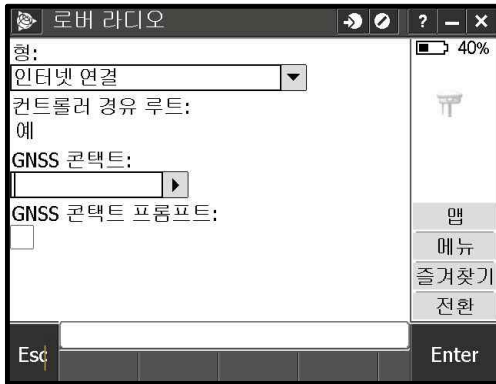 로버 라디오
? – ×
형:
40%
인터넷 연결
컨트롤러 경유 루트:
예
GNSS 콘택트:
GNSS 콘택트 프롬프트:
맵
메뉴
즐겨찾기
전환
Esc
Enter